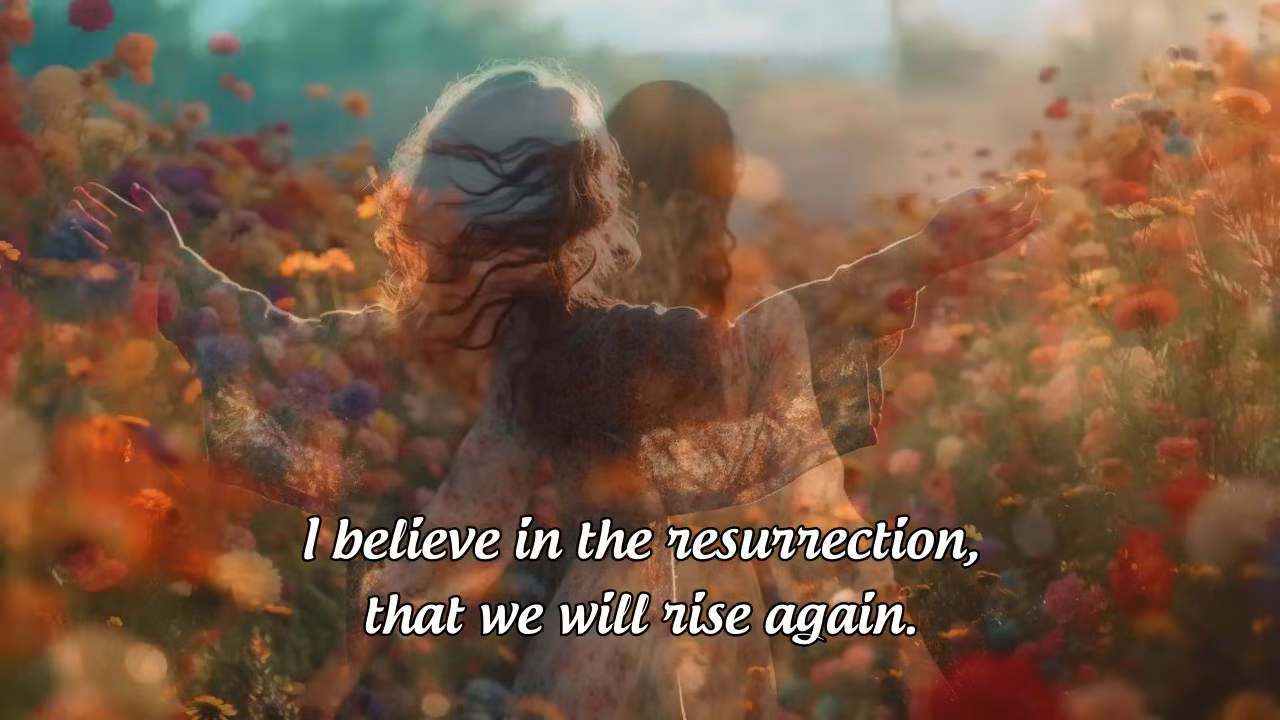 I believe in the resurrection,
that we will rise again.